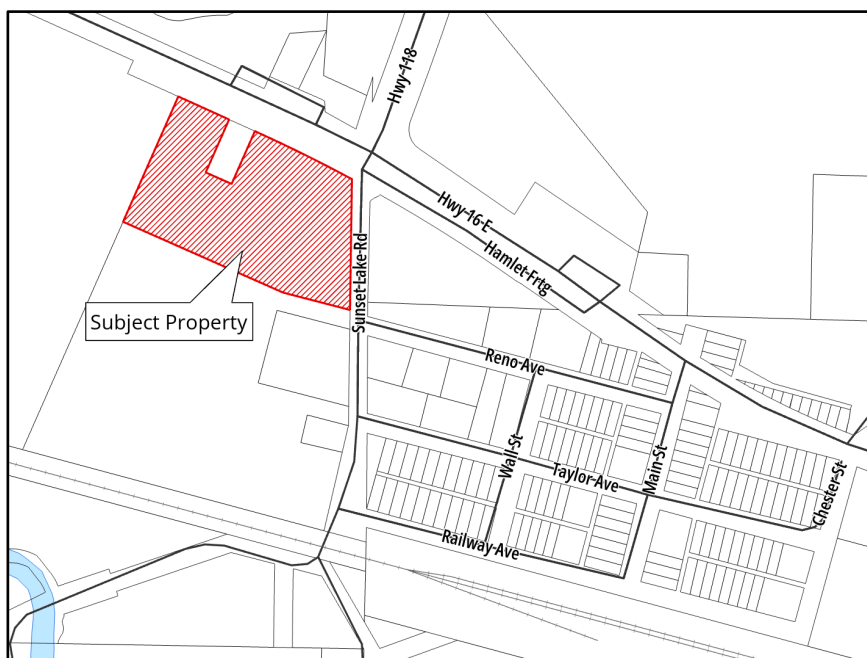 Hwy 118
Hwy 16 E
Hamlet Frtg
Sunset Lake Rd
Subject Property
Reno Ave
Wall St
Taylor Ave
Main St
Chester St
Railway Ave